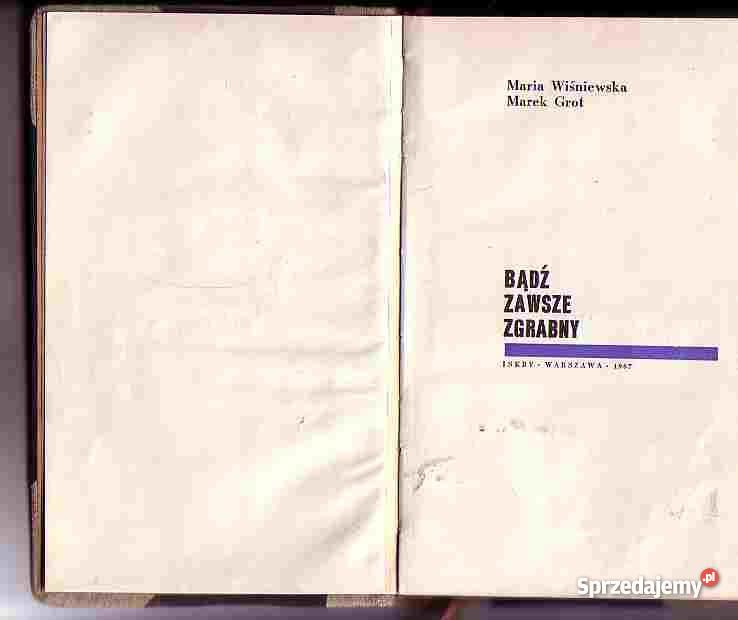 Maria Wiśniewska
Marek Grot
BĄDŹ
ZAWSZE
ZGRABNY
ISKRY • WARSZAWA • 1967
Sprzedajemy.pl